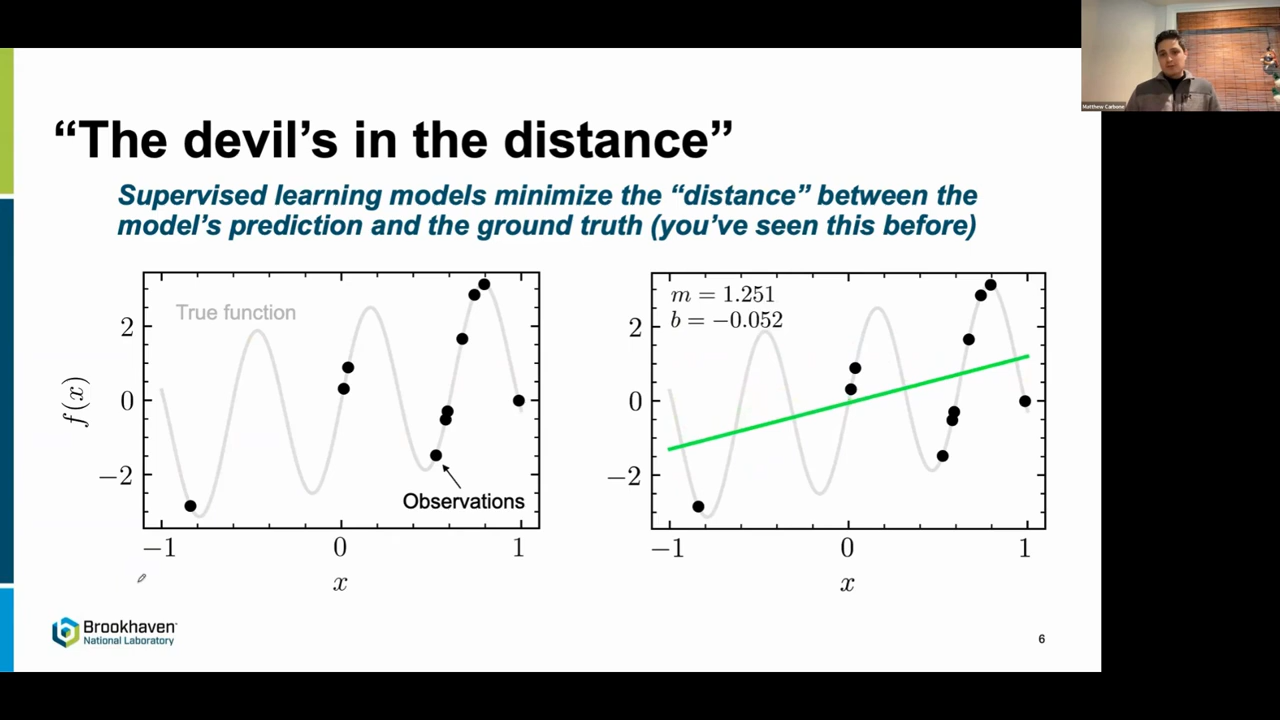 Matthew Carbone
“The devil’s in the distance”
Supervised learning models minimize the “distance” between the
model’s prediction and the ground truth (you’ve seen this before)
True function
2
0
−2
f(x)
Observations
−1
0
1
x
m = 1.251
b = −0.052
2
0
−2
−1
0
1
x
Brookhaven
National Laboratory
6